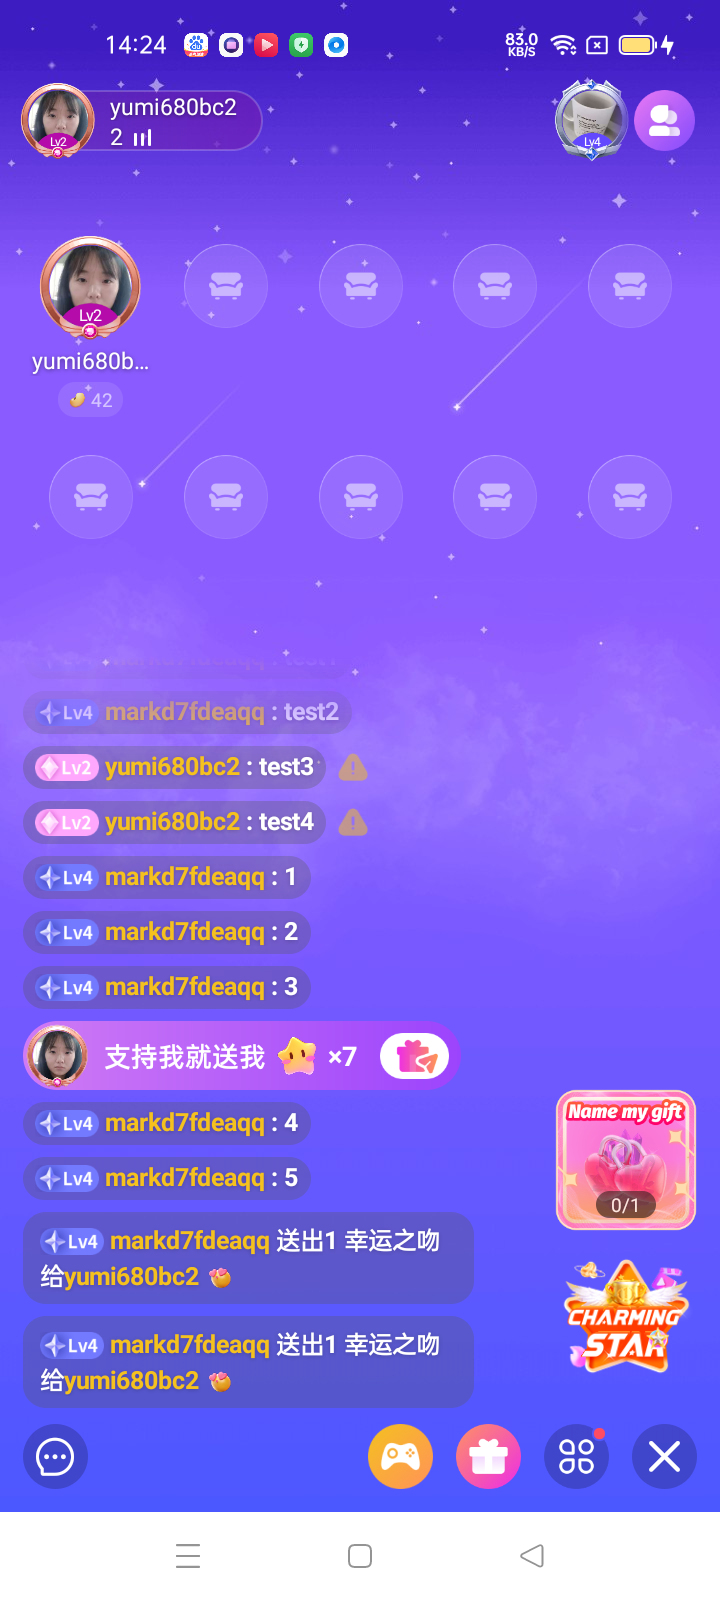 14:24
83.0
KB/S
yumi680bc2
2
Lv2
Lv4
Lv2
yumi680b...
42
Lv4 markd7fdeaqq : test2
Lv2 yumi680bc2 : test3
Lv2 yumi680bc2 : test4
Lv4 markd7fdeaqq : 1
Lv4 markd7fdeaqq : 2
Lv4 markd7fdeaqq : 3
支持我就送我 ×7
Lv4 markd7fdeaqq : 4
Lv4 markd7fdeaqq : 5
Name my gift
0/1
Lv4 markd7fdeaqq 送出1 幸运之吻
给yumi680bc2
CHARMING
STAR
Lv4 markd7fdeaqq 送出1 幸运之吻
给yumi680bc2